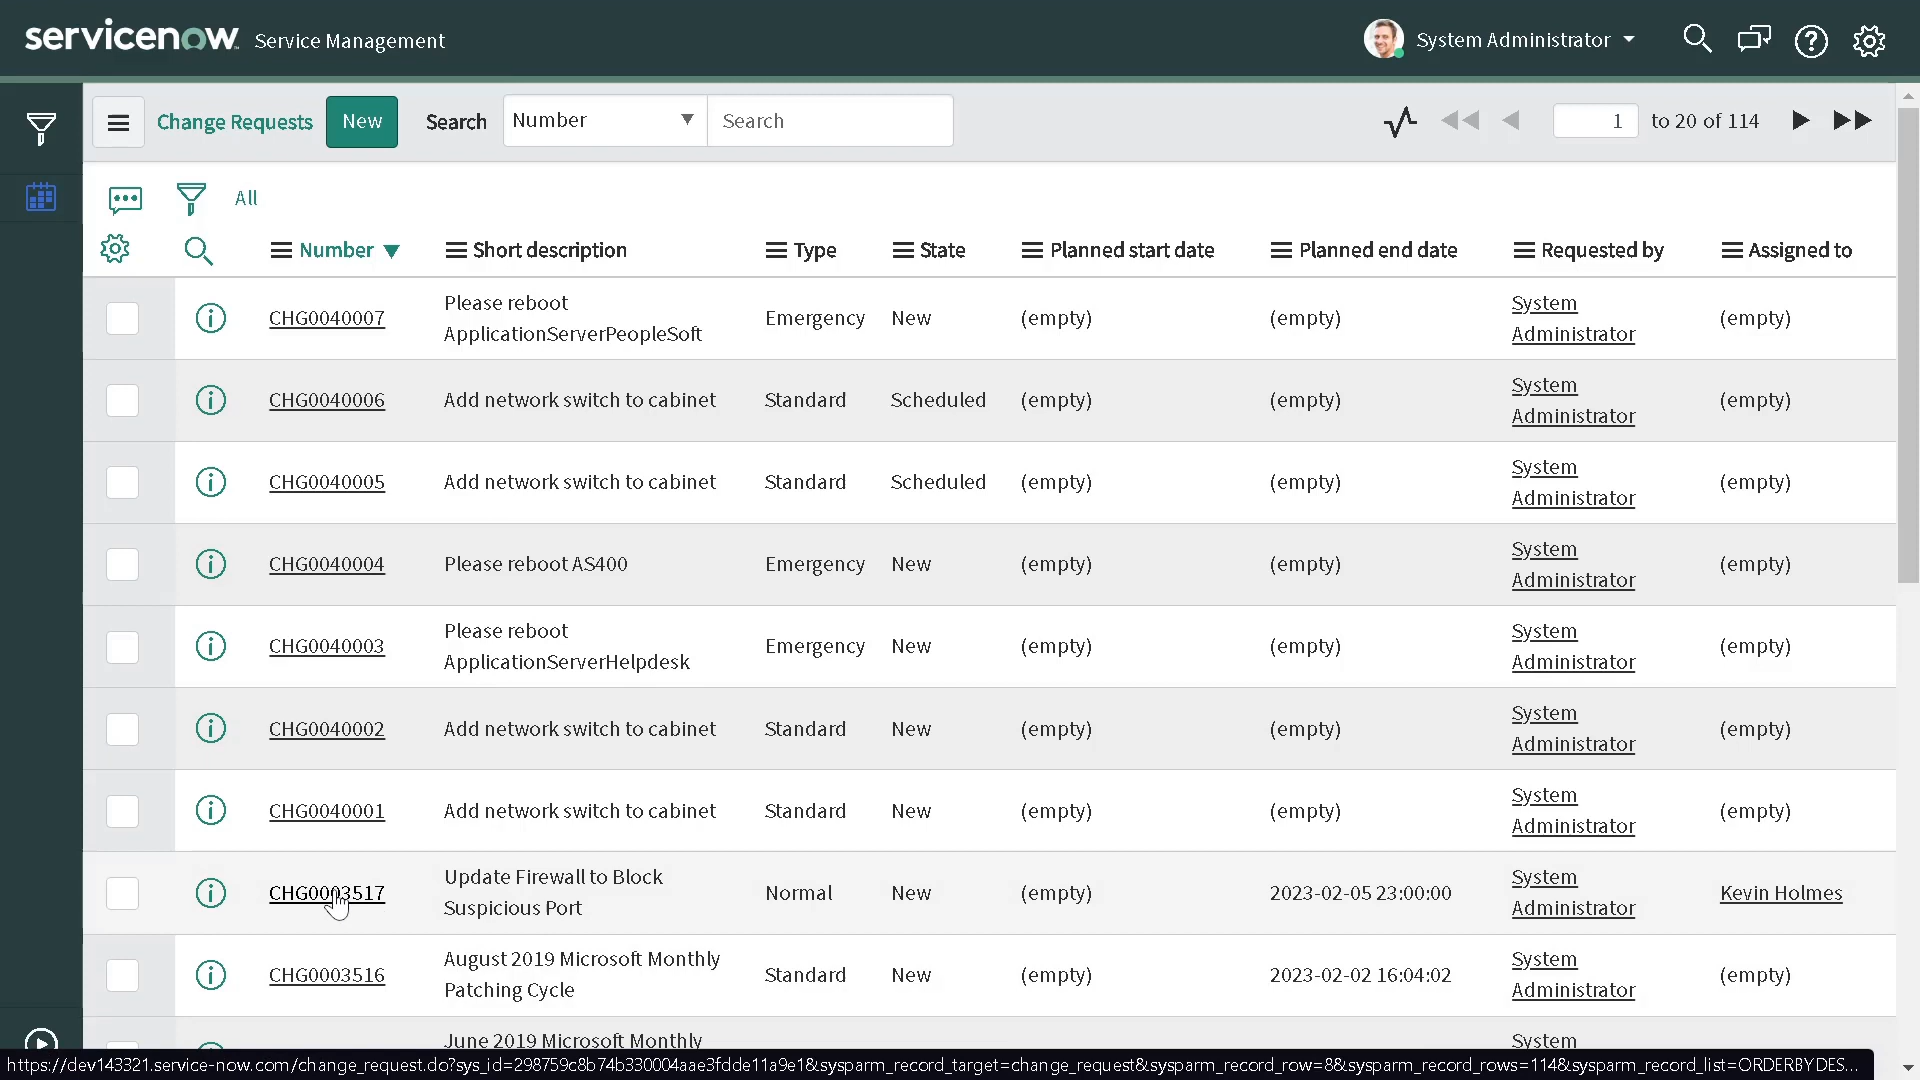 servicenow Service Management
System Administrator
Change Requests New Search Number Search
1 to 20 of 114
All
Number Short description Type State Planned start date Planned end date Requested by Assigned to
CHG0040007 Please reboot ApplicationServerPeopleSoft Emergency New (empty) (empty) System Administrator (empty)
CHG0040006 Add network switch to cabinet Standard Scheduled (empty) (empty) System Administrator (empty)
CHG0040005 Add network switch to cabinet Standard Scheduled (empty) (empty) System Administrator (empty)
CHG0040004 Please reboot AS400 Emergency New (empty) (empty) System Administrator (empty)
CHG0040003 Please reboot ApplicationServerHelpdesk Emergency New (empty) (empty) System Administrator (empty)
CHG0040002 Add network switch to cabinet Standard New (empty) (empty) System Administrator (empty)
CHG0040001 Add network switch to cabinet Standard New (empty) (empty) System Administrator (empty)
CHG0003517 Update Firewall to Block Suspicious Port Normal New (empty) 2023-02-05 23:00:00 System Administrator Kevin Holmes
CHG0003516 August 2019 Microsoft Monthly Patching Cycle Standard New (empty) 2023-02-02 16:04:02 System Administrator (empty)
June 2019 Microsoft Monthly System
https://dev143321.service-now.com/change_request.do?sys_id=298759c8b74b330004aae3fdde11a9e1&sysparm_record_target=change_request&sysparm_record_row=8&sysparm_record_rows=114&sysparm_record_list=ORDERBYDES...